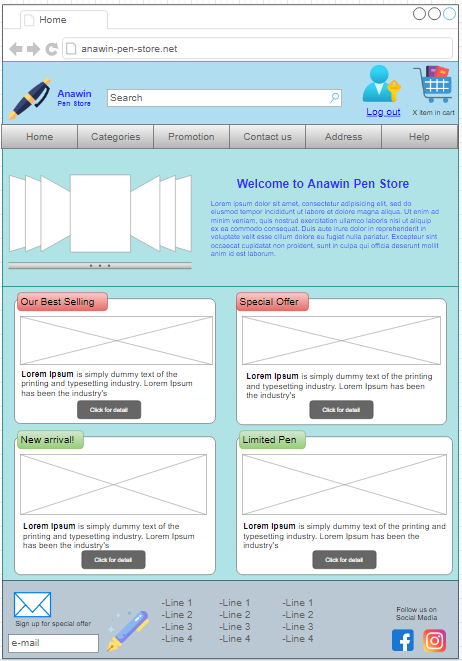 Home
anawin-pen-store.net
Anawin
Pen Store
Search
Log out
X item in cart
Home
Categories
Promotion
Contact us
Address
Help
Welcome to Anawin Pen Store
Lorem ipsum dolor sit amet, consectetur adipisicing elit, sed do
eiusmod tempor incididunt ut labore et dolore magna aliqua. Ut enim ad
minim veniam, quis nostrud exercitation ullamco laboris nisi ut aliquip
ex ea commodo consequat. Duis aute irure dolor in reprehenderit in
voluptate velit esse cillum dolore eu fugiat nulla pariatur. Excepteur sint
occaecat cupidatat non proident, sunt in culpa qui officia deserunt mollit
anim id est laborum.
Our Best Selling
Lorem Ipsum is simply dummy text of the
printing and typesetting industry. Lorem Ipsum
has been the industry's
Click for detail
Special Offer
Lorem Ipsum is simply dummy text of the
printing and typesetting industry. Lorem Ipsum
has been the industry's
Click for detail
New arrival!
Lorem Ipsum is simply dummy text of the
printing and typesetting industry. Lorem Ipsum
has been the industry's
Click for detail
Limited Pen
Lorem Ipsum is simply dummy text of the printing and
typesetting industry. Lorem Ipsum has been the
industry's
Click for detail
Sign up for special offer
e-mail
-Line 1
-Line 2
-Line 3
-Line 4
-Line 1
-Line 2
-Line 3
-Line 4
-Line 1
-Line 2
-Line 3
-Line 4
Follow us on
Social Media